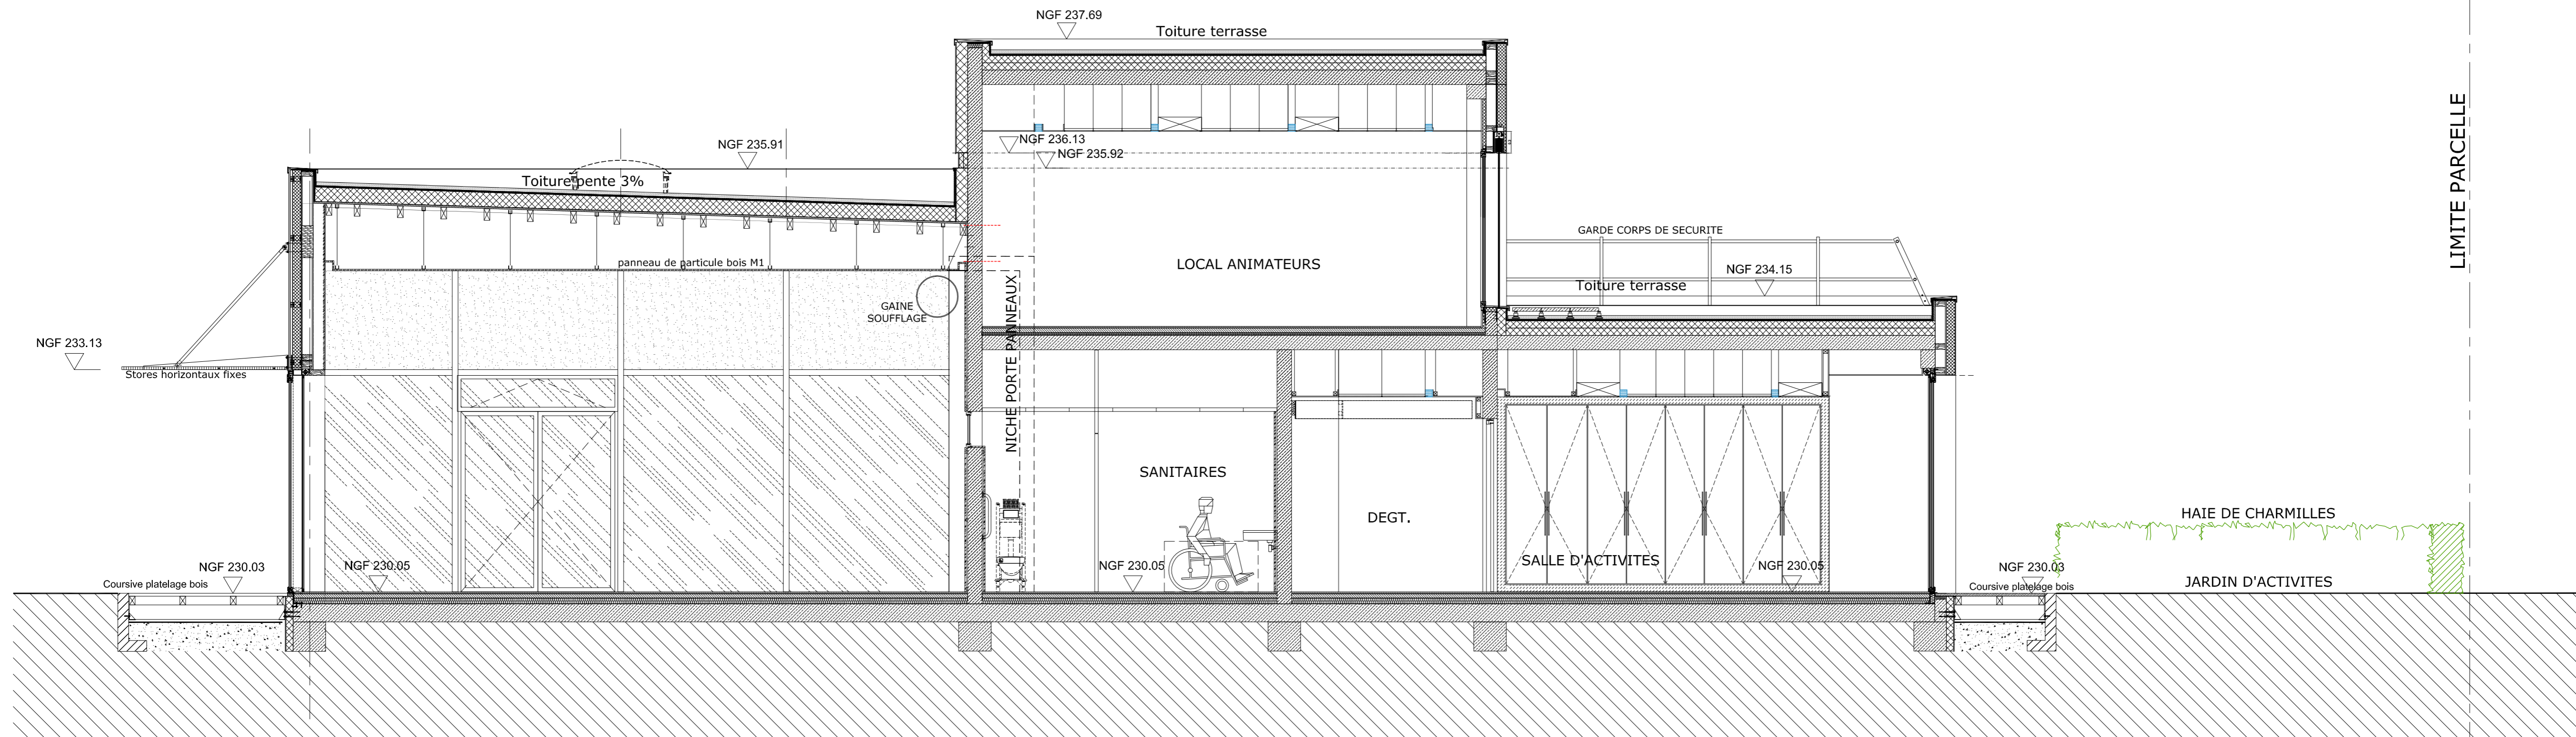 NGF 237.69
Toiture terrasse
LIMITE PARCELLE
NGF 236.13
NGF 235.91
NGF 235.92
Toiture pente 3%
GARDE CORPS DE SECURITE
panneau de particule bois M1
LOCAL ANIMATEURS
NGF 234.15
Toiture terrasse
GAINE
SOUFFLAGE
NICHE PORTE PANNEAUX
NGF 233.13
Stores horizontaux fixes
SANITAIRES
DEGT.
HAIE DE CHARMILLES
SALLE D'ACTIVITES
NGF 230.03
NGF 230.05
NGF 230.05
NGF 230.05
NGF 230.03
Coursive platelage bois
Coursive platelage bois
JARDIN D'ACTIVITES